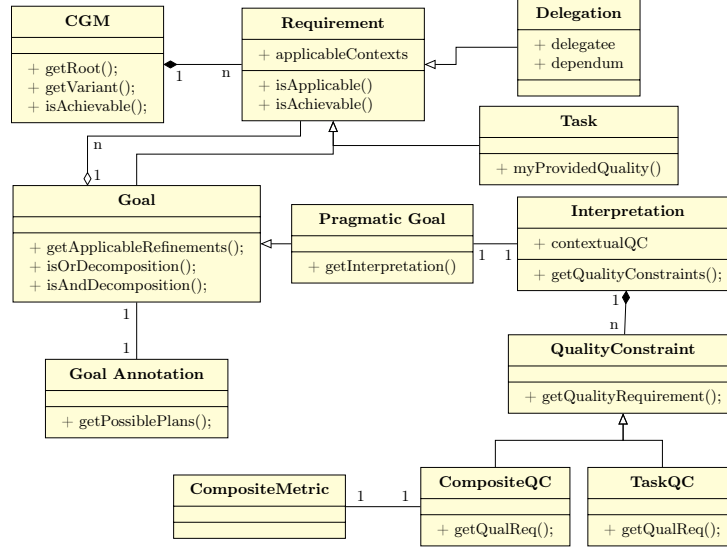 CGM
+ getRoot();
+ getVariant();
+ isAchievable();
1
n
Requirement
+ applicableContexts
+ isApplicable()
+ isAchievable()
Delegation
+ delegatee
+ dependum
Task
+ myProvidedQuality()
n
1
Goal
+ getApplicableRefinements();
+ isOrDecomposition();
+ isAndDecomposition();
Pragmatic Goal
+ getInterpretation()
1
1
Interpretation
+ contextualQC
+ getQualityConstraints();
1
n
1
1
Goal Annotation
+ getPossiblePlans();
QualityConstraint
+ getQualityRequirement();
CompositeMetric
1
1
CompositeQC
+ getQualReq();
TaskQC
+ getQualReq();